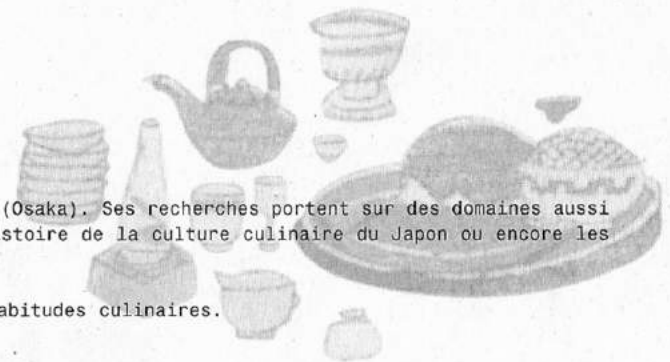 (Osaka). Ses recherches portent sur des domaines aussi
stoire de la culture culinaire du Japon ou encore les
abitudes culinaires.